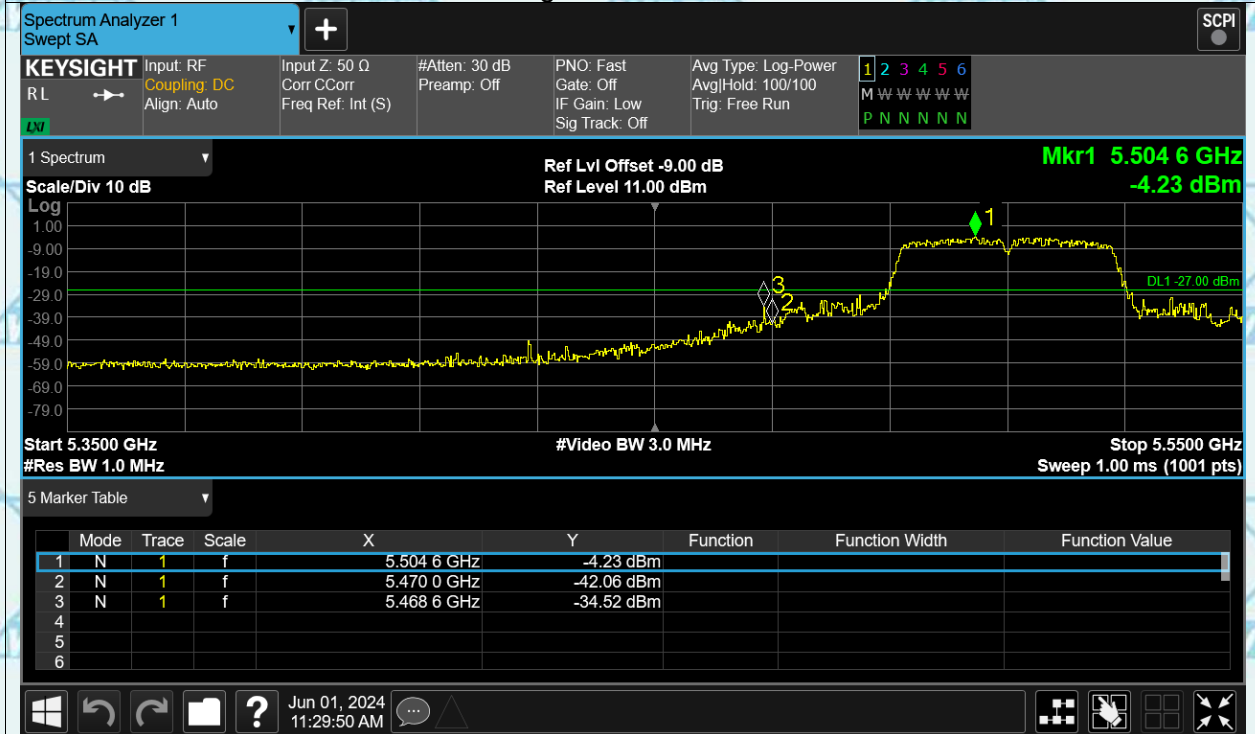 Spectrum Analyzer 1
Swept SA
+
SCPI
KEYSIGHT
R L
LXI
Input: RF
Coupling: DC
Align: Auto
Input Z: 50 Ω
Corr CCorr
Freq Ref: Int (S)
#Atten: 30 dB
Preamp: Off
PNO: Fast
Gate: Off
IF Gain: Low
Sig Track: Off
Avg Type: Log-Power
Avg|Hold: 100/100
Trig: Free Run
1 2 3 4 5 6
M W W W W W
P N N N N N
1 Spectrum
Scale/Div 10 dB
Ref Lvl Offset -9.00 dB
Ref Level 11.00 dBm
Mkr1 5.504 6 GHz
-4.23 dBm
Log
1.00
-9.00
-19.0
-29.0
-39.0
-49.0
-59.0
-69.0
-79.0
1
3
2
DL1 -27.00 dBm
Start 5.3500 GHz
#Res BW 1.0 MHz
#Video BW 3.0 MHz
Stop 5.5500 GHz
Sweep 1.00 ms (1001 pts)
5 Marker Table
Mode Trace Scale X Y Function Function Width Function Value
1 N 1 f 5.504 6 GHz -4.23 dBm
2 N 1 f 5.470 0 GHz -42.06 dBm
3 N 1 f 5.468 6 GHz -34.52 dBm
4
5
6
?
Jun 01, 2024
11:29:50 AM